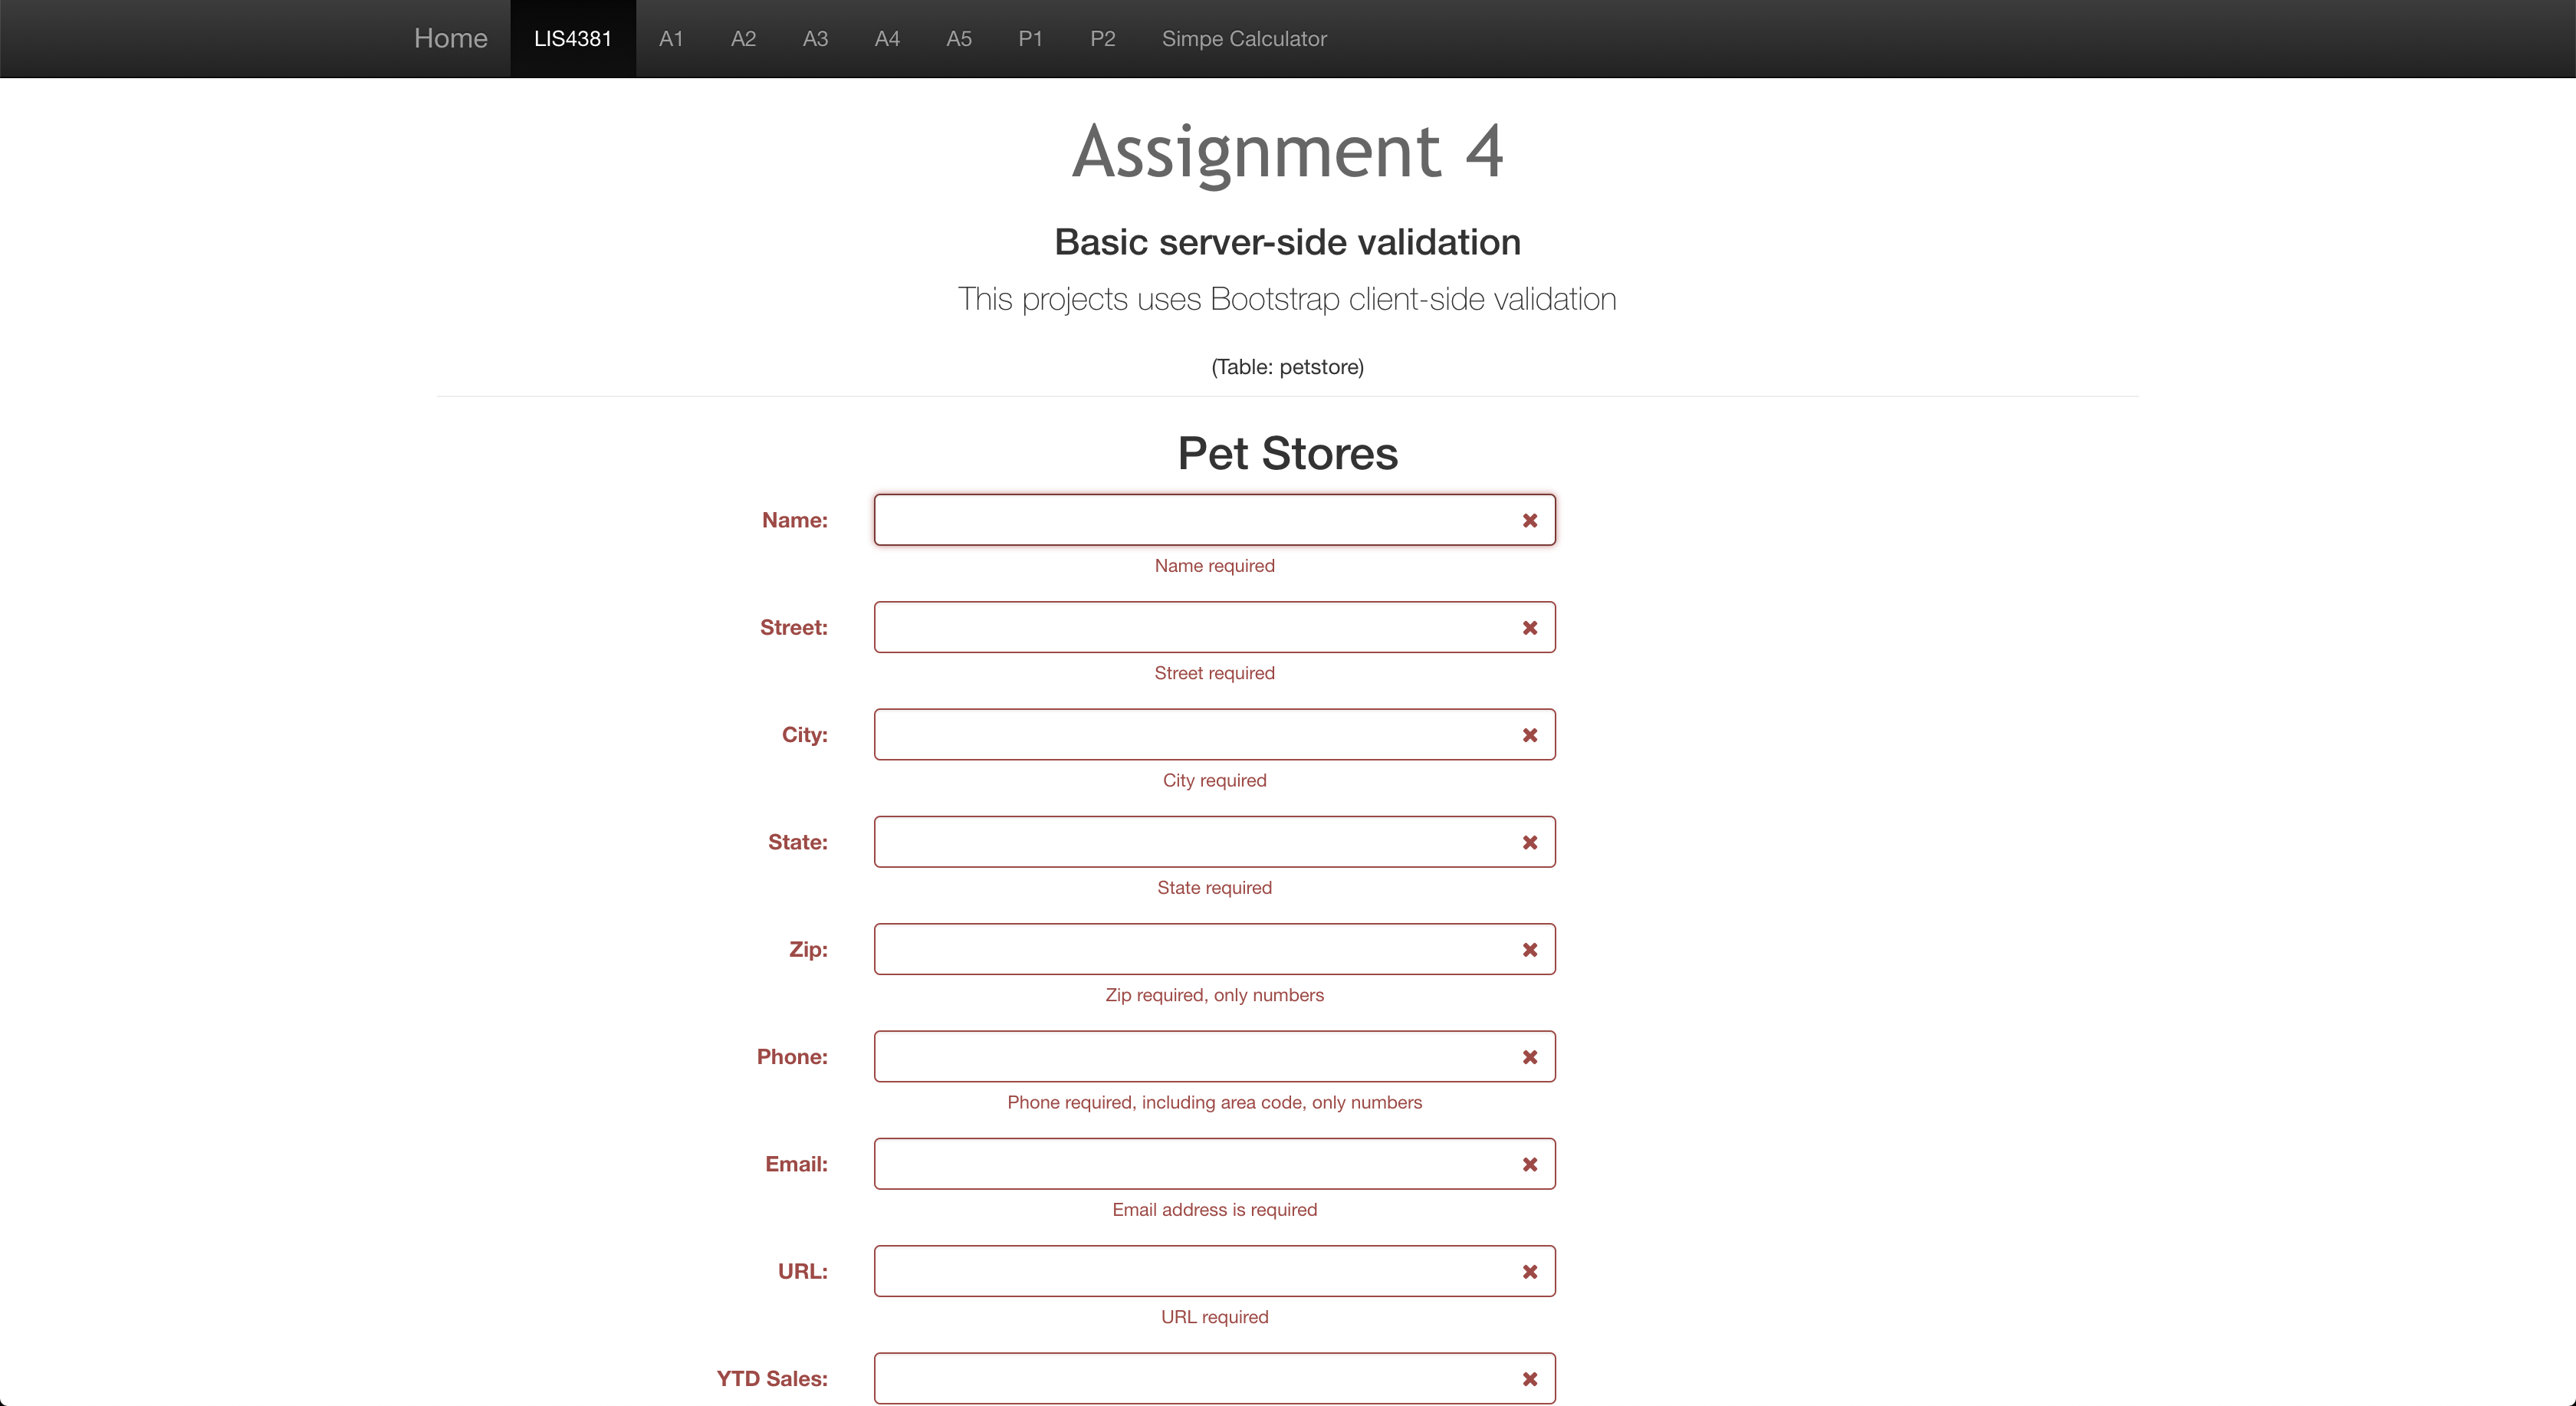 Home LIS4381 A1 A2 A3 A4 A5 P1 P2 Simpe Calculator
Assignment 4
Basic server-side validation
This projects uses Bootstrap client-side validation
(Table: petstore)
Pet Stores
Name:
Name required
Street:
Street required
City:
City required
State:
State required
Zip:
Zip required, only numbers
Phone:
Phone required, including area code, only numbers
Email:
Email address is required
URL:
URL required
YTD Sales: